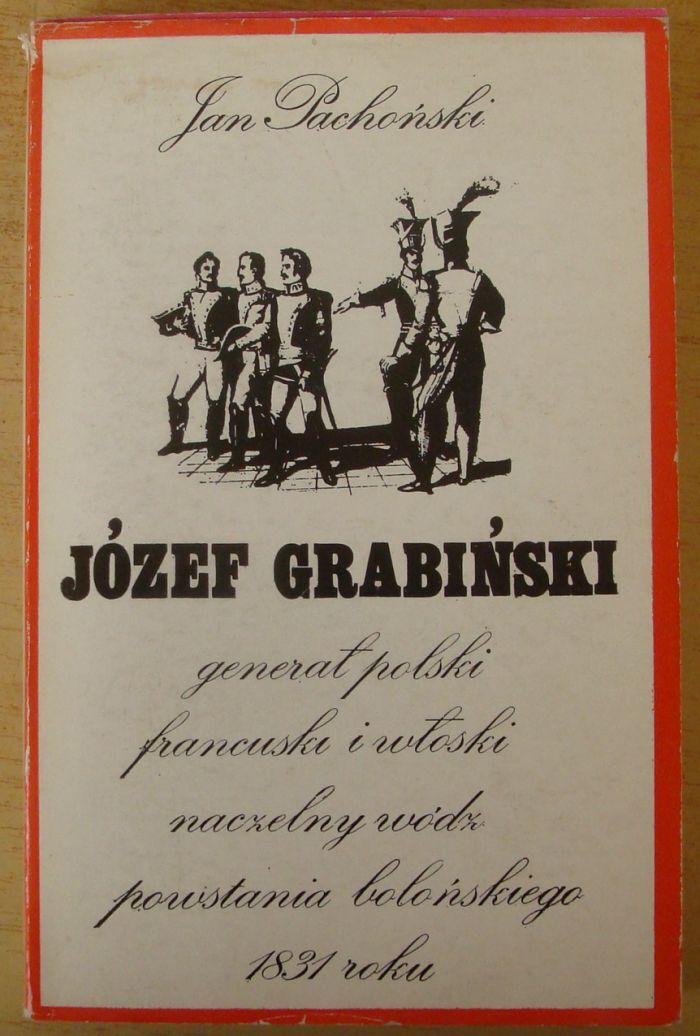 Jan Pachoński
JÓZEF GRABIŃSKI
generał polski
francuski i włoski
naczelny wódz
powstania bolońskiego
1831 roku